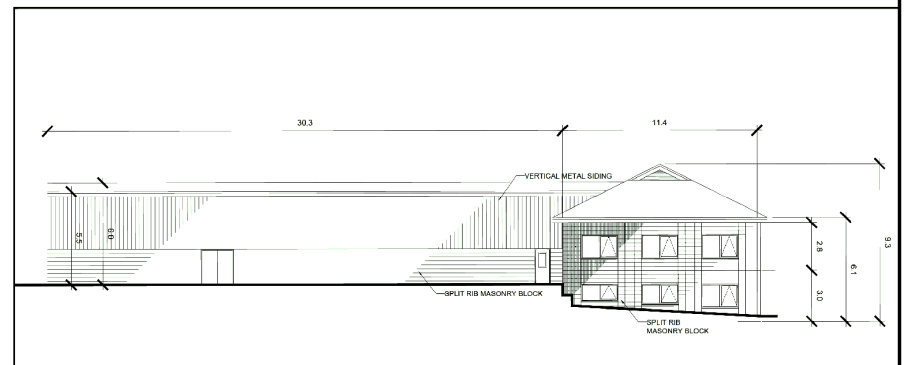 30.3
11.4
VERTICAL METAL SIDING
5.5
6.0
2.8
6.1
9.3
3.0
SPLIT RIB MASONRY BLOCK
SPLIT RIB
MASONRY BLOCK